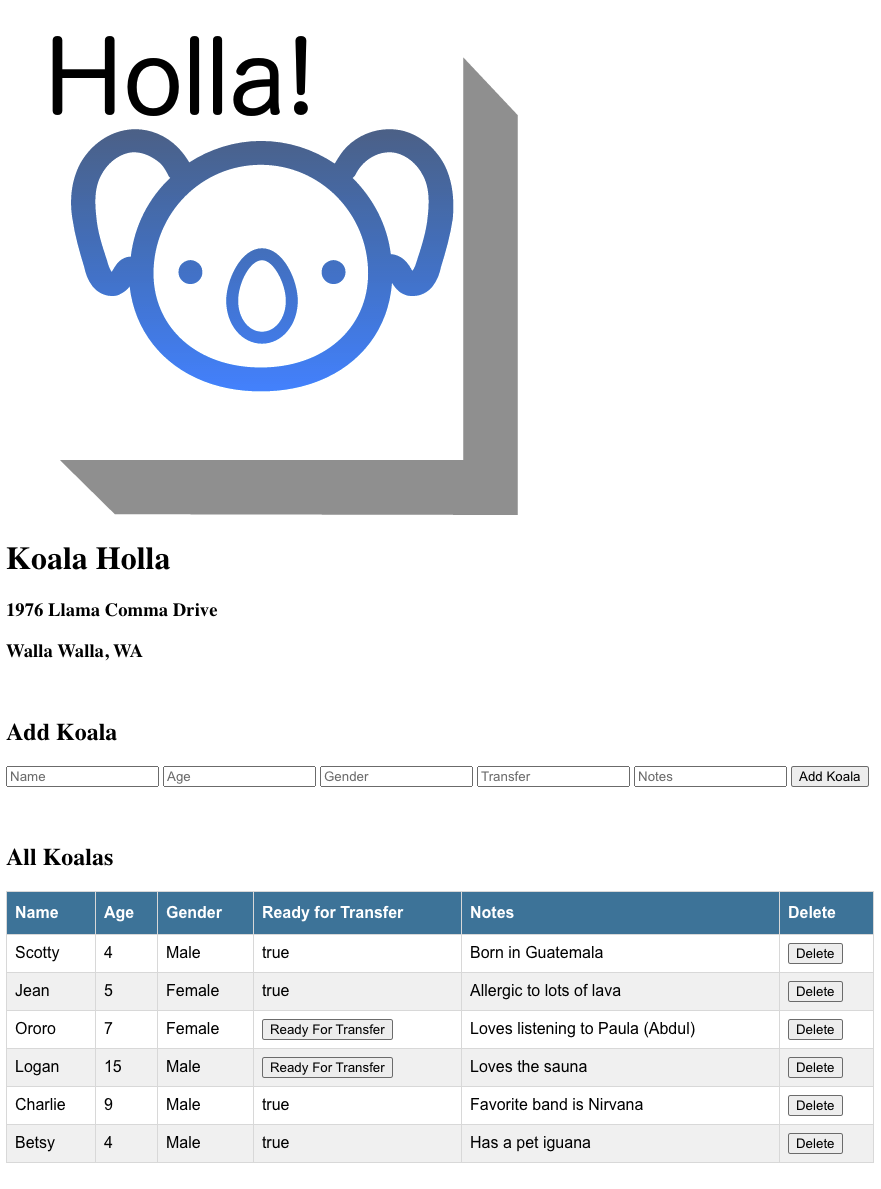 Holla!
Koala Holla
1976 Llama Comma Drive
Walla Walla, WA
Add Koala
Name Age Gender Transfer Notes Add Koala
All Koalas
Name Age Gender Ready for Transfer Notes Delete
Scotty 4 Male true Born in Guatemala Delete
Jean 5 Female true Allergic to lots of lava Delete
Ororo 7 Female Ready For Transfer Loves listening to Paula (Abdul) Delete
Logan 15 Male Ready For Transfer Loves the sauna Delete
Charlie 9 Male true Favorite band is Nirvana Delete
Betsy 4 Male true Has a pet iguana Delete